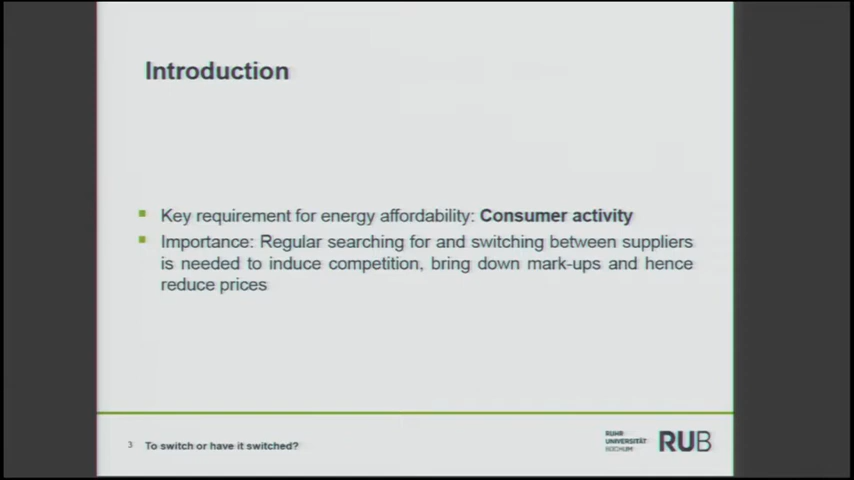 Introduction
Key requirement for energy affordability: Consumer activity
Importance: Regular searching for and switching between suppliers
is needed to induce competition, bring down mark-ups and hence
reduce prices
3 To switch or have it switched?
RUHR
UNIVERSITÄT
BOCHUM
RUB